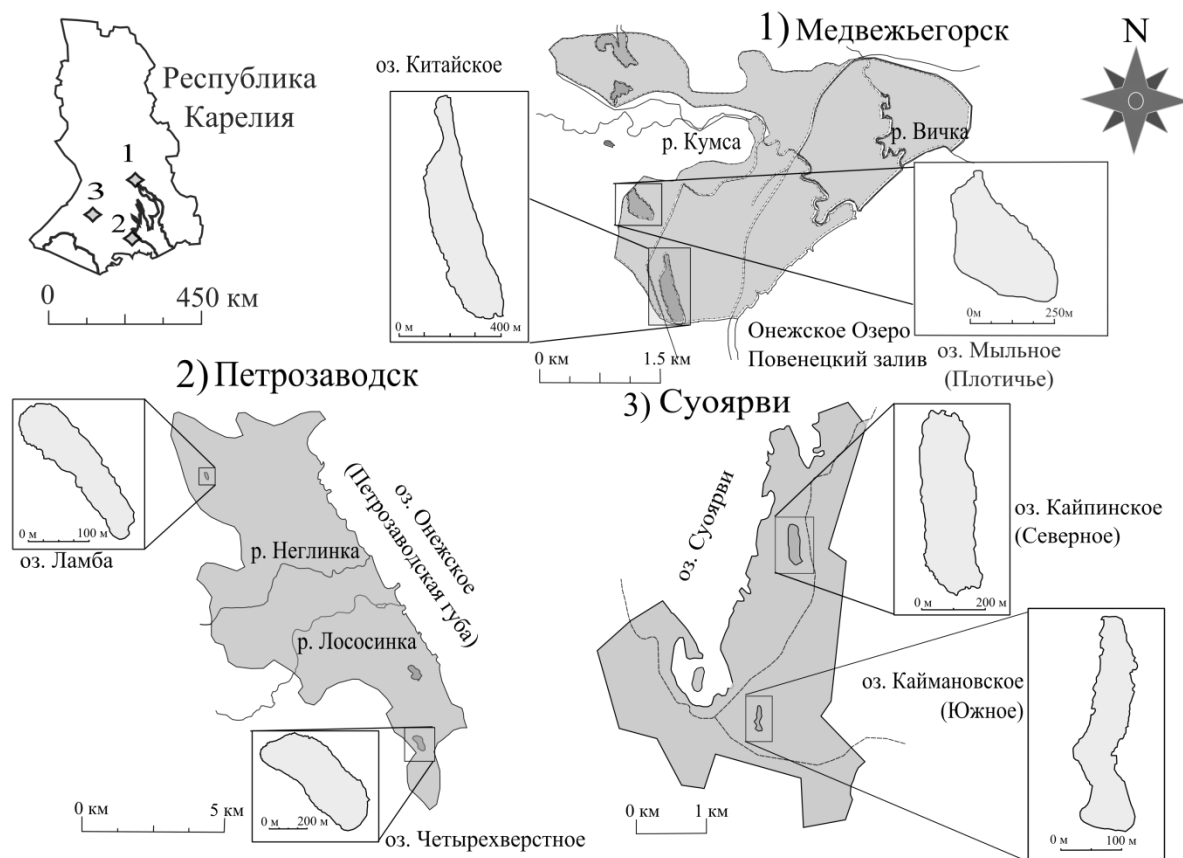 Республика
Карелия
1
3
2
0
450 км
1) Медвежьегорск
N
оз. Китайское
0 м
400 м
р. Кумса
р. Вичка
0м
250м
оз. Мыльное
(Плотичье)
Онежское Озеро
Повенецкий залив
0 км
1.5 км
2) Петрозаводск
0 м
100 м
оз. Ламба
р. Неглинка
р. Лососинка
оз. Онежское
(Петрозаводская губа)
0 м
200 м
оз. Четырехверстное
0 км
5 км
3) Суоярви
оз. Суоярви
0 м
200 м
оз. Кайпинское
(Северное)
оз. Каймановское
(Южное)
0 м
100 м
0 км
1 км